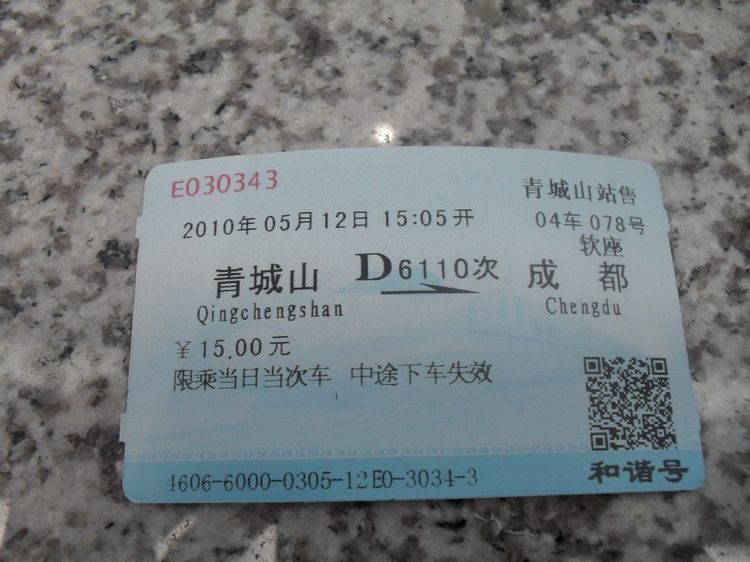 E030343 青城山站售
2010年05月12日 15:05开 04车 078号
软座
青城山 D6110次 成都
Qingchengshan Chengdu
￥15.00元
限乘当日当次车 中途下车失效
4606-6000-0305-12E0-3034-3 和谐号